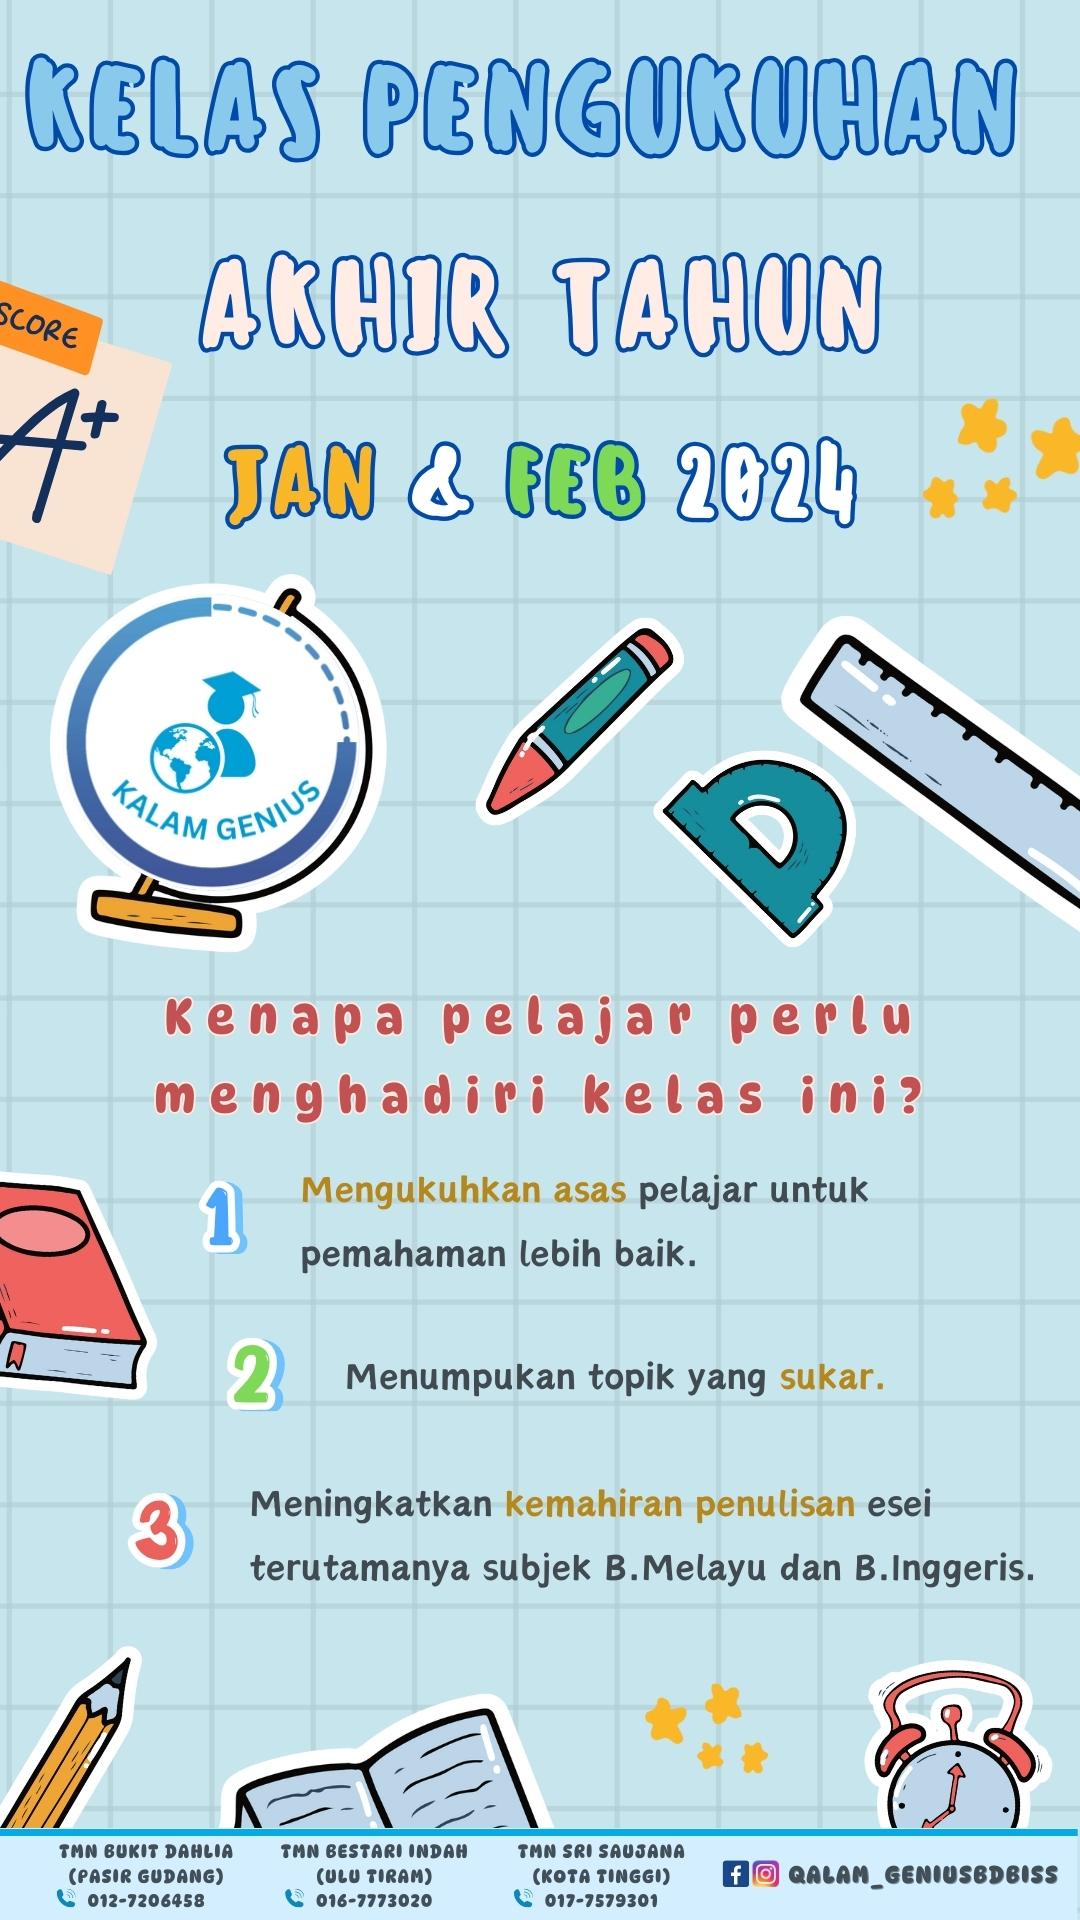 KELAS PENGUKUHAN
AKHIR TAHUN
SCORE
A+
JAN & FEB 2024
KALAM GENIUS
Kenapa pelajar perlu
menghadiri kelas ini?
1
Mengukuhkan asas pelajar untuk
pemahaman lebih baik.
2
Menumpukan topik yang sukar.
3
Meningkatkan kemahiran penulisan esei
terutamanya subjek B.Melayu dan B.Inggeris.
TMN BUKIT DAHLIA
(PASIR GUDANG)
012-7206458
TMN BESTARI INDAH
(ULU TIRAM)
016-7773020
TMN SRI SAUJANA
(KOTA TINGGI)
017-7579301
QALAM_GENIUSBDBISS